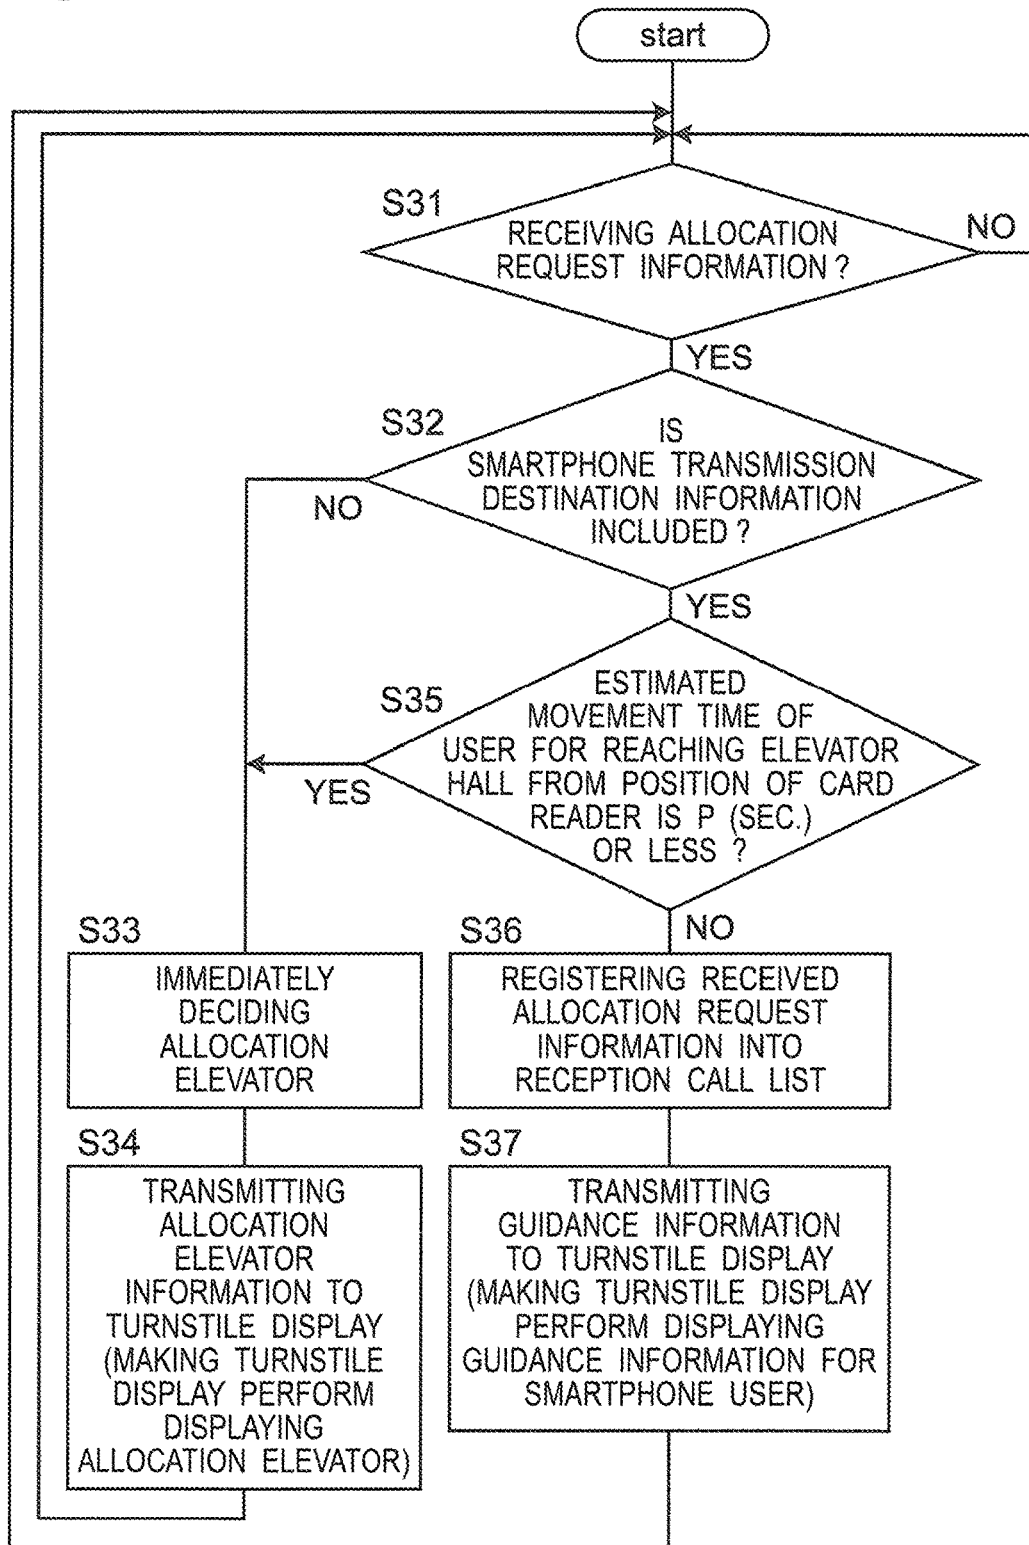 start
S31
RECEIVING ALLOCATION
REQUEST INFORMATION ?
NO
YES
S32
IS
SMARTPHONE TRANSMISSION
DESTINATION INFORMATION
INCLUDED ?
NO
YES
S35
ESTIMATED
MOVEMENT TIME OF
USER FOR REACHING ELEVATOR
HALL FROM POSITION OF CARD
READER IS P (SEC.)
OR LESS ?
YES
NO
S33
IMMEDIATELY
DECIDING
ALLOCATION
ELEVATOR
S36
REGISTERING RECEIVED
ALLOCATION REQUEST
INFORMATION INTO
RECEPTION CALL LIST
S34
TRANSMITTING
ALLOCATION
ELEVATOR
INFORMATION TO
TURNSTILE DISPLAY
(MAKING TURNSTILE
DISPLAY PERFORM
DISPLAYING
ALLOCATION ELEVATOR)
S37
TRANSMITTING
GUIDANCE INFORMATION
TO TURNSTILE DISPLAY
(MAKING TURNSTILE DISPLAY
PERFORM DISPLAYING
GUIDANCE INFORMATION FOR
SMARTPHONE USER)